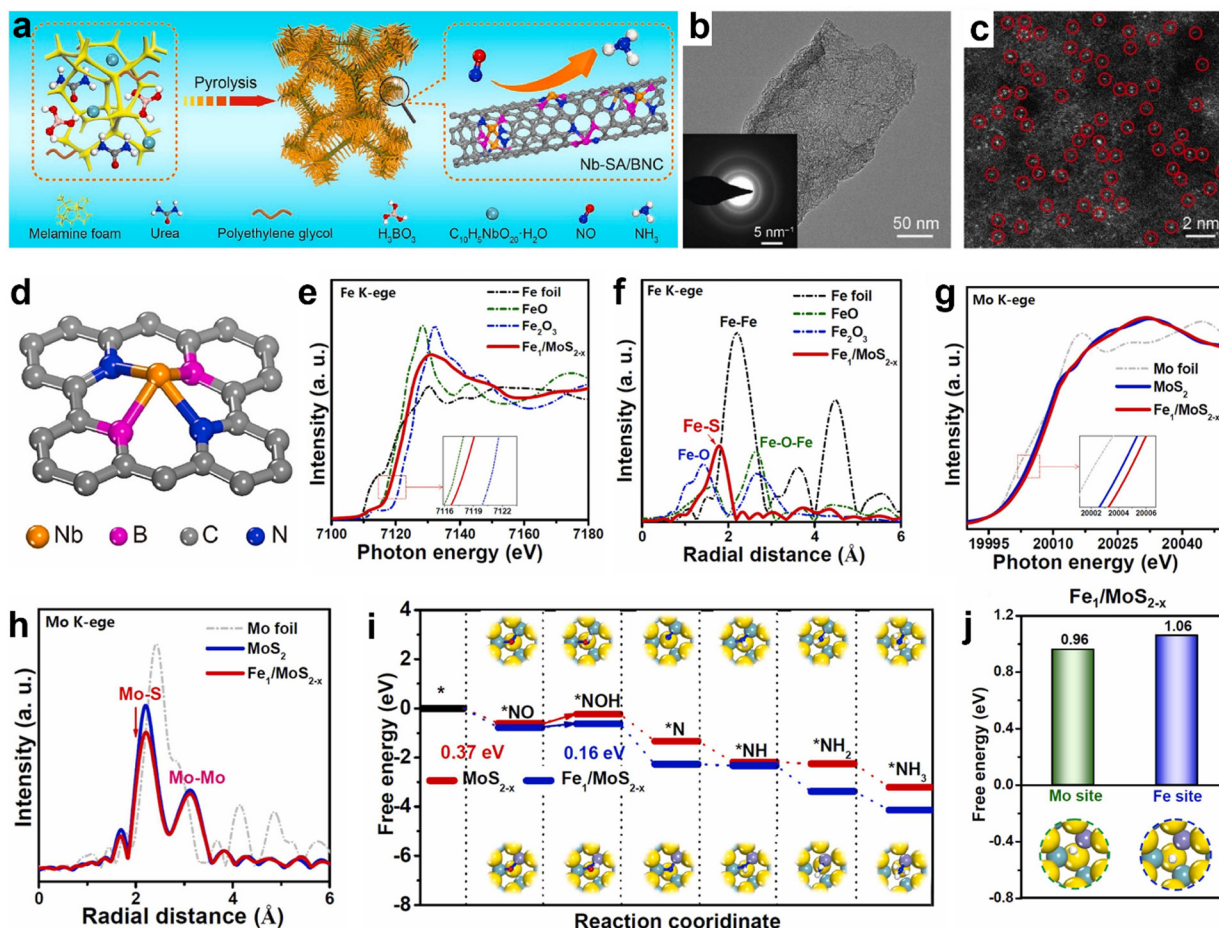 a
Pyrolysis
Nb-SA/BNC
Melamine foam
Urea
Polyethylene glycol
H₃BO₃
C₁₀H₅NbO₂₀·H₂O
NO
NH₃
b
5 nm⁻¹
50 nm
c
2 nm
d
Nb
B
C
N
e
Fe K-ege
Fe foil
FeO
Fe₂O₃
Fe₁/MoS₂₋ₓ
7116 7119 7122
Intensity (a. u.)
7100 7120 7140 7160 7180
Photon energy (eV)
f
Fe K-ege
Fe foil
FeO
Fe₂O₃
Fe₁/MoS₂₋ₓ
Fe-Fe
Fe-S
Fe-O
Fe-O-Fe
Intensity (a. u.)
0 2 4 6
Radial distance (Å)
g
Mo K-ege
Mo foil
MoS₂
Fe₁/MoS₂₋ₓ
20002 20004 20006
Intensity (a. u.)
19995 20010 20025 20040
Photon energy (eV)
h
Mo K-ege
Mo foil
MoS₂
Fe₁/MoS₂₋ₓ
Mo-S
Mo-Mo
Intensity (a. u.)
0 2 4 6
Radial distance (Å)
i
4
2
0
-2
-4
-6
-8
Free energy (eV)
*
*NO
*NOH
*N
*NH
*NH₂
*NH₃
0.37 eV
0.16 eV
MoS₂₋ₓ
Fe₁/MoS₂₋ₓ
Reaction cooridinate
j
Fe₁/MoS₂₋ₓ
1.2
0.9
0.6
0.3
0.0
-0.4
-0.8
Free energy (eV)
0.96
1.06
Mo site
Fe site